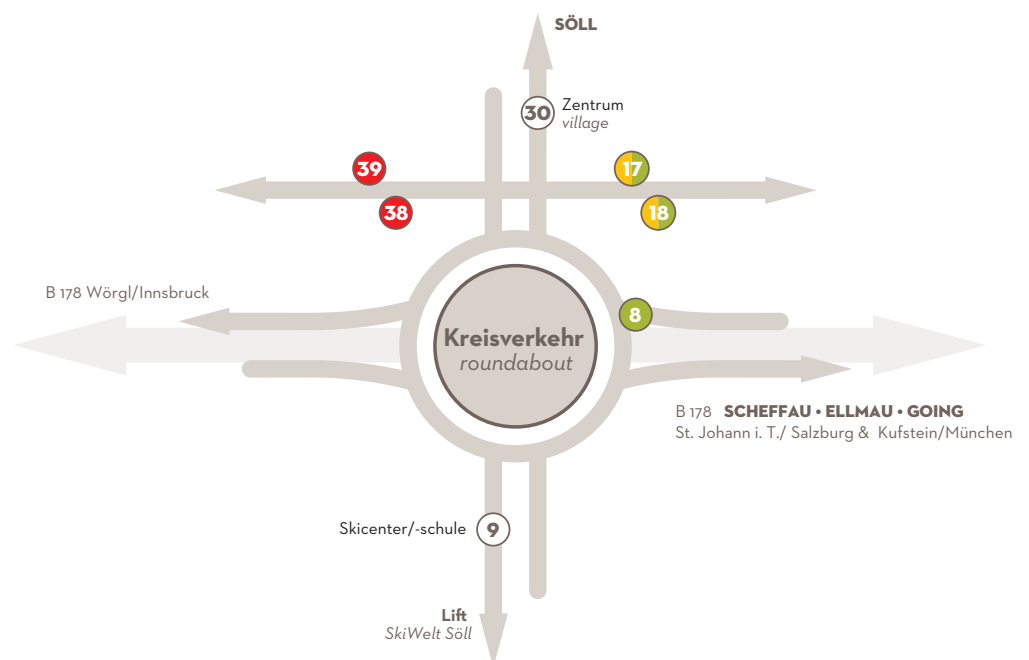 SÖLL
30 Zentrum
village
39
17
38
18
B 178 Wörgl/Innsbruck
8
Kreisverkehr
roundabout
B 178 SCHEFFAU • ELLMAU • GOING
St. Johann i. T./ Salzburg & Kufstein/München
Skicenter/-schule 9
Lift
SkiWelt Söll